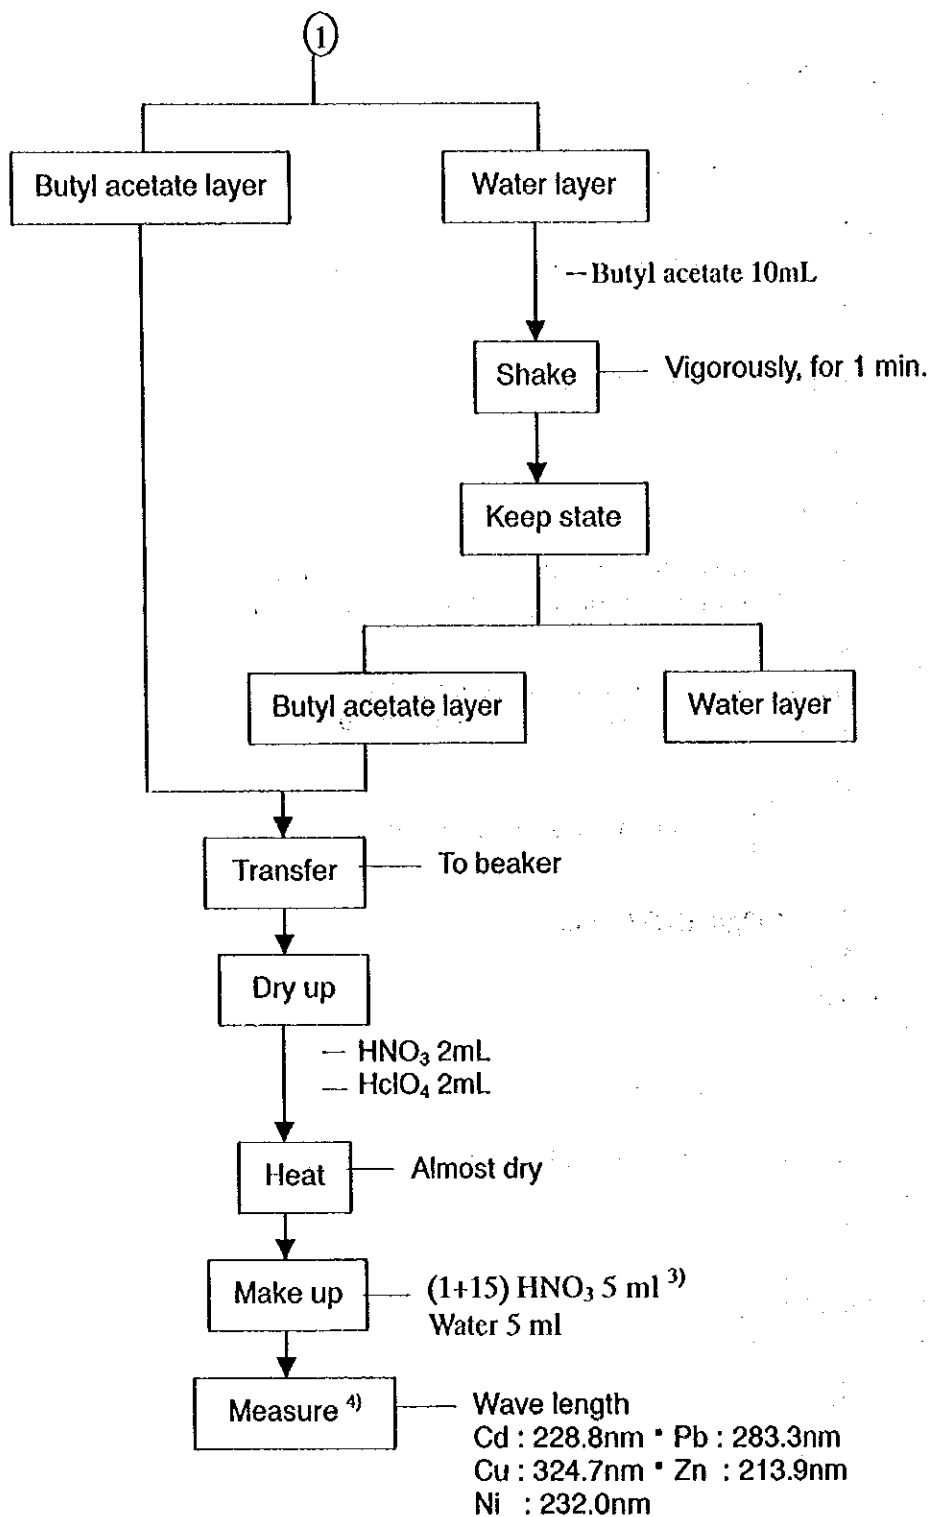 1
Butyl acetate layer
Water layer
–Butyl acetate 10mL
Shake
Vigorously, for 1 min.
Keep state
Butyl acetate layer
Water layer
Transfer
To beaker
Dry up
– HNO₃ 2mL
– HclO₄ 2mL
Heat
Almost dry
Make up
(1+15) HNO₃ 5 ml ³⁾
Water 5 ml
Measure ⁴⁾
Wave length
Cd : 228.8nm ▪ Pb : 283.3nm
Cu : 324.7nm ▪ Zn : 213.9nm
Ni : 232.0nm